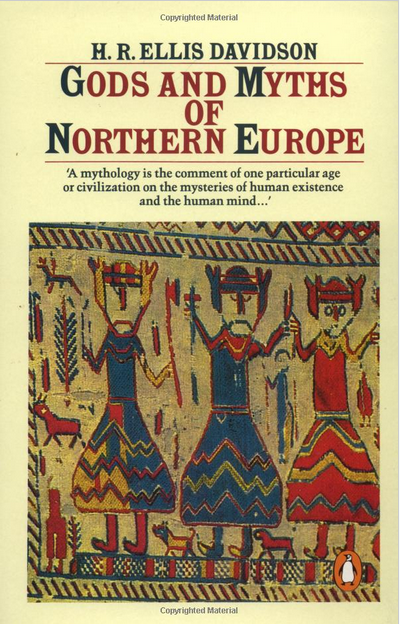 Copyrighted Material
H. R. ELLIS DAVIDSON
GODS AND MYTHS
OF
NORTHERN EUROPE
'A mythology is the comment of one particular age
or civilization on the mysteries of human existence
and the human mind...'
Copyrighted Material